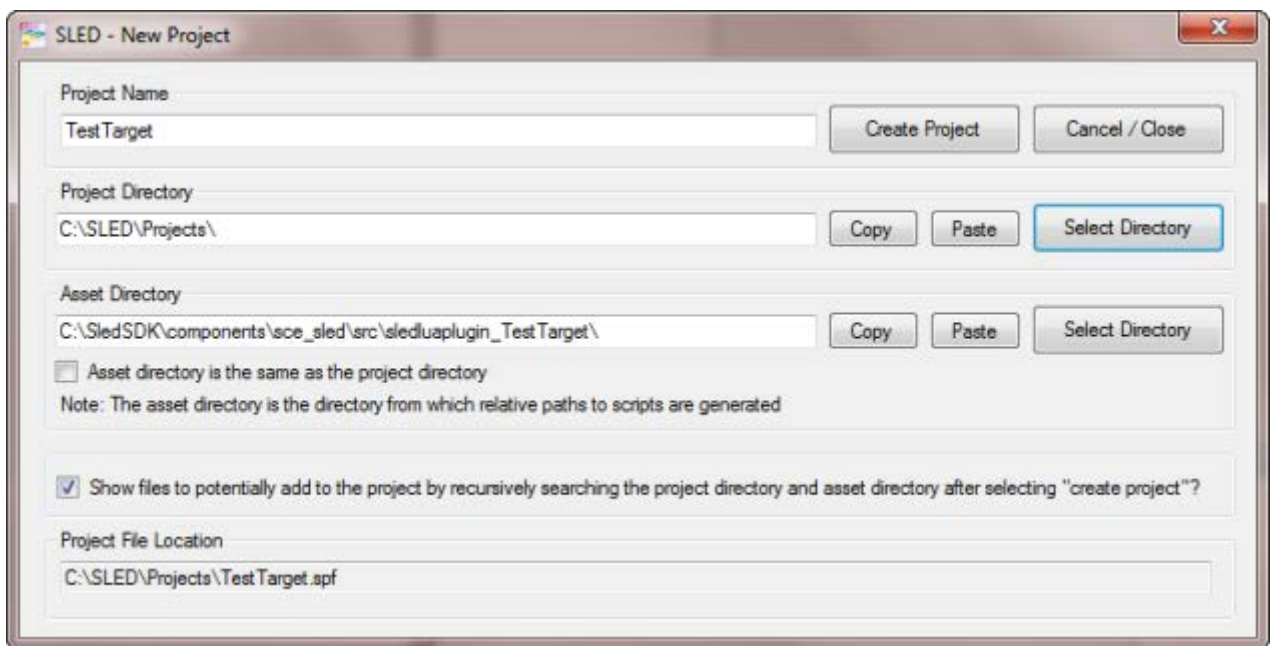 SLED - New Project
Project Name
TestTarget
Create Project
Cancel / Close
Project Directory
C:\SLED\Projects\
Copy
Paste
Select Directory
Asset Directory
C:\SledSDK\components\sce_sled\src\sledluaplugin_TestTarget\
Copy
Paste
Select Directory
Asset directory is the same as the project directory
Note: The asset directory is the directory from which relative paths to scripts are generated
Show files to potentially add to the project by recursively searching the project directory and asset directory after selecting "create project"?
Project File Location
C:\SLED\Projects\TestTarget.spf